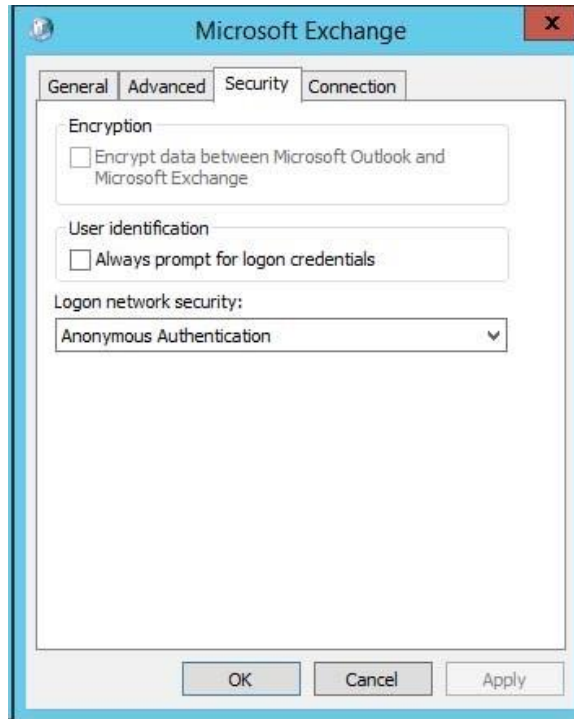 Microsoft Exchange
x
General Advanced Security Connection
Encryption
Encrypt data between Microsoft Outlook and
Microsoft Exchange
User identification
Always prompt for logon credentials
Logon network security:
Anonymous Authentication
OK Cancel Apply